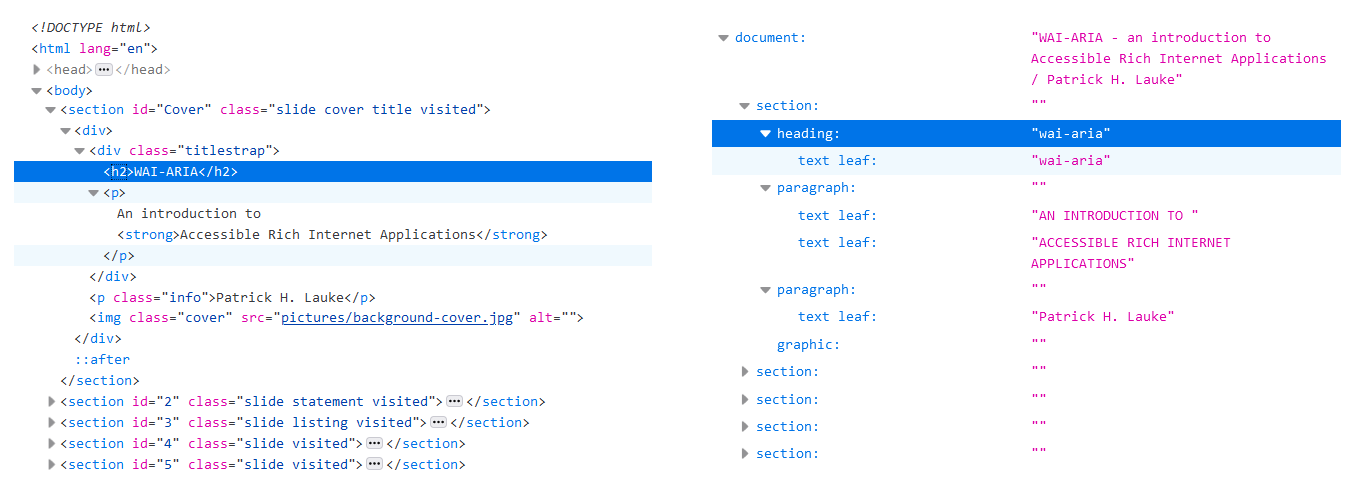 <!DOCTYPE html>
<html lang="en">
<head> ••• </head>
<body>
<section id="Cover" class="slide cover title visited">
<div>
<div class="titlestrap">
<h2>WAI-ARIA</h2>
<p>
An introduction to
<strong>Accessible Rich Internet Applications</strong>
</p>
</div>
<p class="info">Patrick H. Lauke</p>
<img class="cover" src="pictures/background-cover.jpg" alt="">
</div>
::after
</section>
<section id="2" class="slide statement visited"> ••• </section>
<section id="3" class="slide listing visited"> ••• </section>
<section id="4" class="slide visited"> ••• </section>
<section id="5" class="slide visited"> ••• </section>
document: "WAI-ARIA - an introduction to
Accessible Rich Internet Applications
/ Patrick H. Lauke"
section: ""
heading: "wai-aria"
text leaf: "wai-aria"
paragraph: ""
text leaf: "AN INTRODUCTION TO "
text leaf: "ACCESSIBLE RICH INTERNET
APPLICATIONS"
paragraph: ""
text leaf: "Patrick H. Lauke"
graphic: ""
section: ""
section: ""
section: ""
section: ""